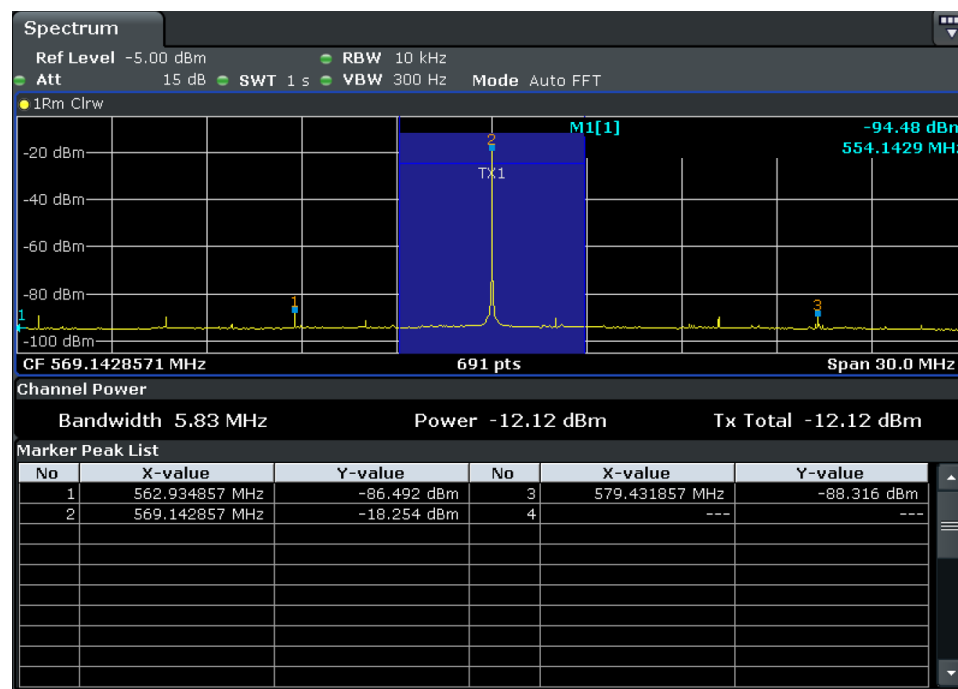 Spectrum
Ref Level -5.00 dBm RBW 10 kHz
Att 15 dB SWT 1 s VBW 300 Hz Mode Auto FFT
1Rm Clrw
M1[1] -94.48 dBm
554.1429 MHz
2
TX1
-20 dBm
-40 dBm
-60 dBm
-80 dBm
1
3
1
-100 dBm
CF 569.1428571 MHz 691 pts Span 30.0 MHz
Channel Power
Bandwidth 5.83 MHz Power -12.12 dBm Tx Total -12.12 dBm
Marker Peak List
No X-value Y-value No X-value Y-value
1 562.934857 MHz -86.492 dBm 3 579.431857 MHz -88.316 dBm
2 569.142857 MHz -18.254 dBm 4 --- ---